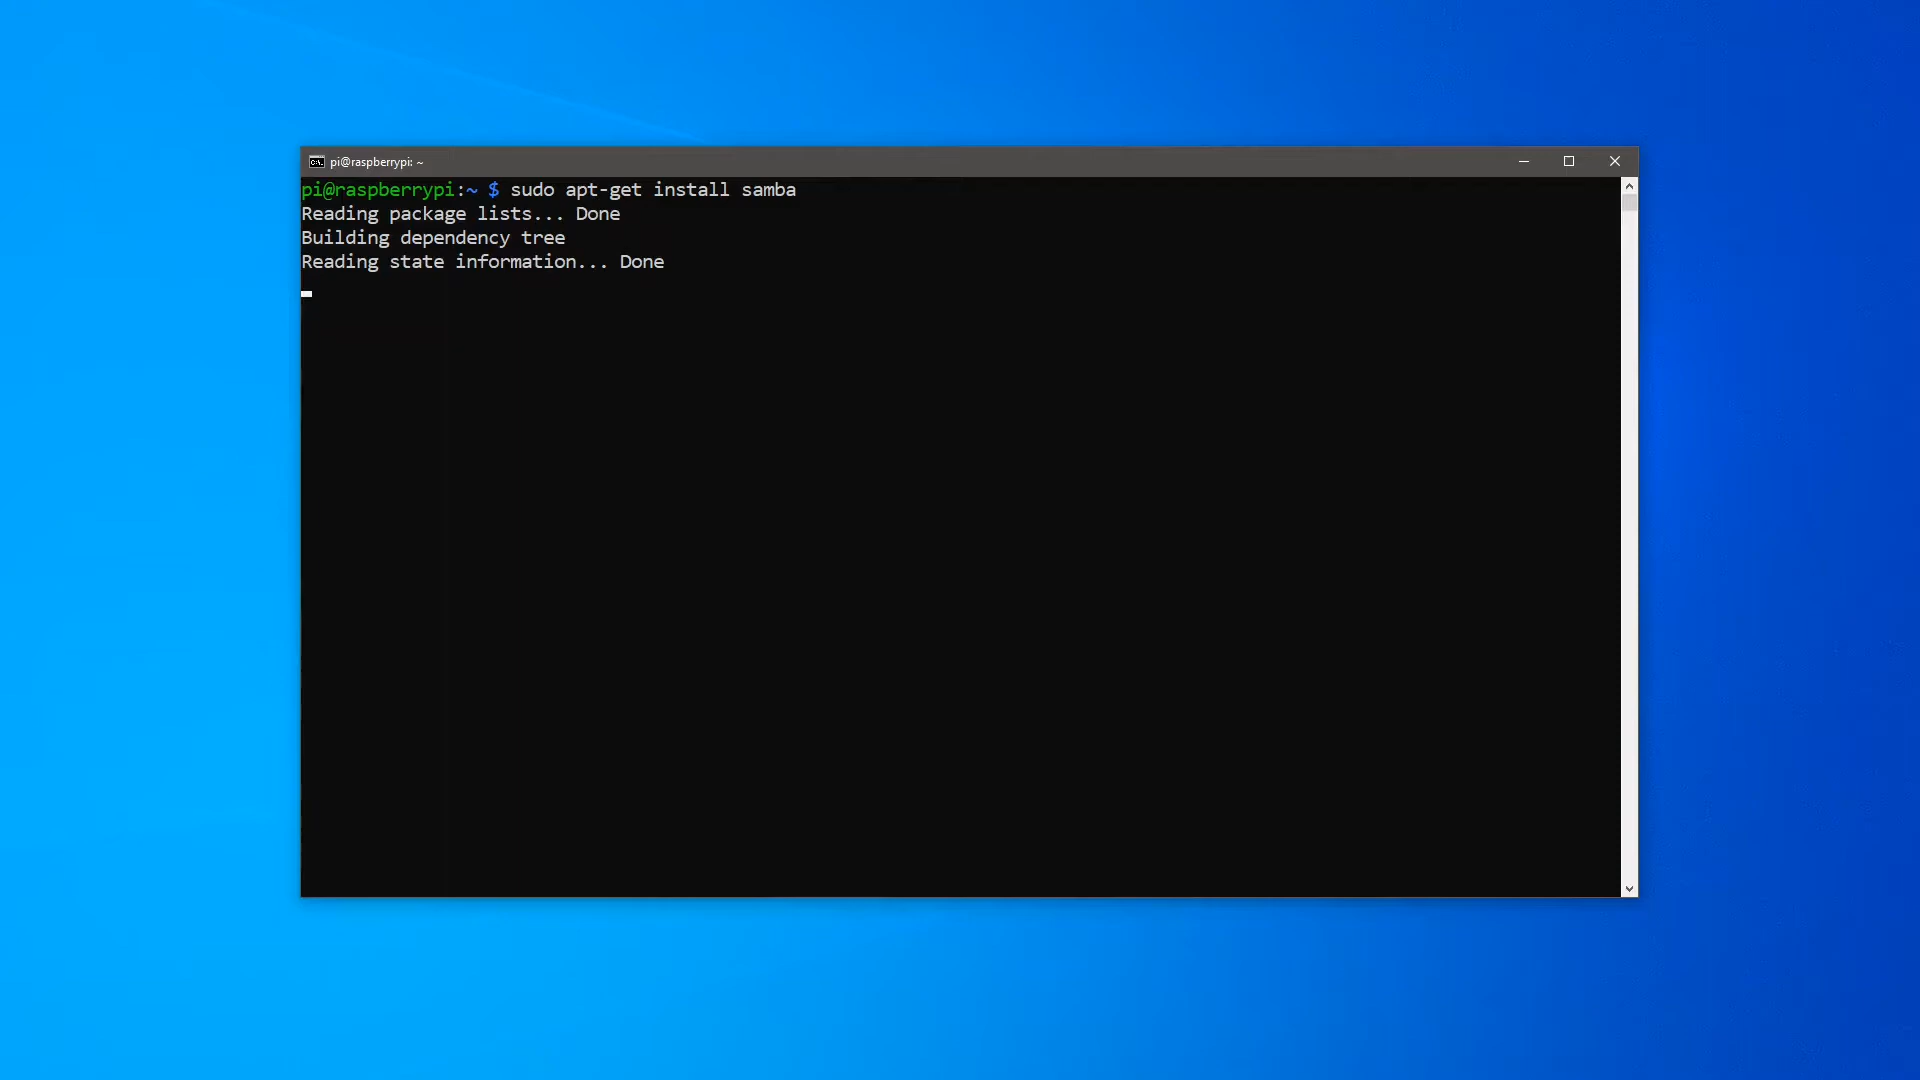 pi@raspberrypi: ~
pi@raspberrypi:~ $ sudo apt-get install samba
Reading package lists... Done
Building dependency tree
Reading state information... Done